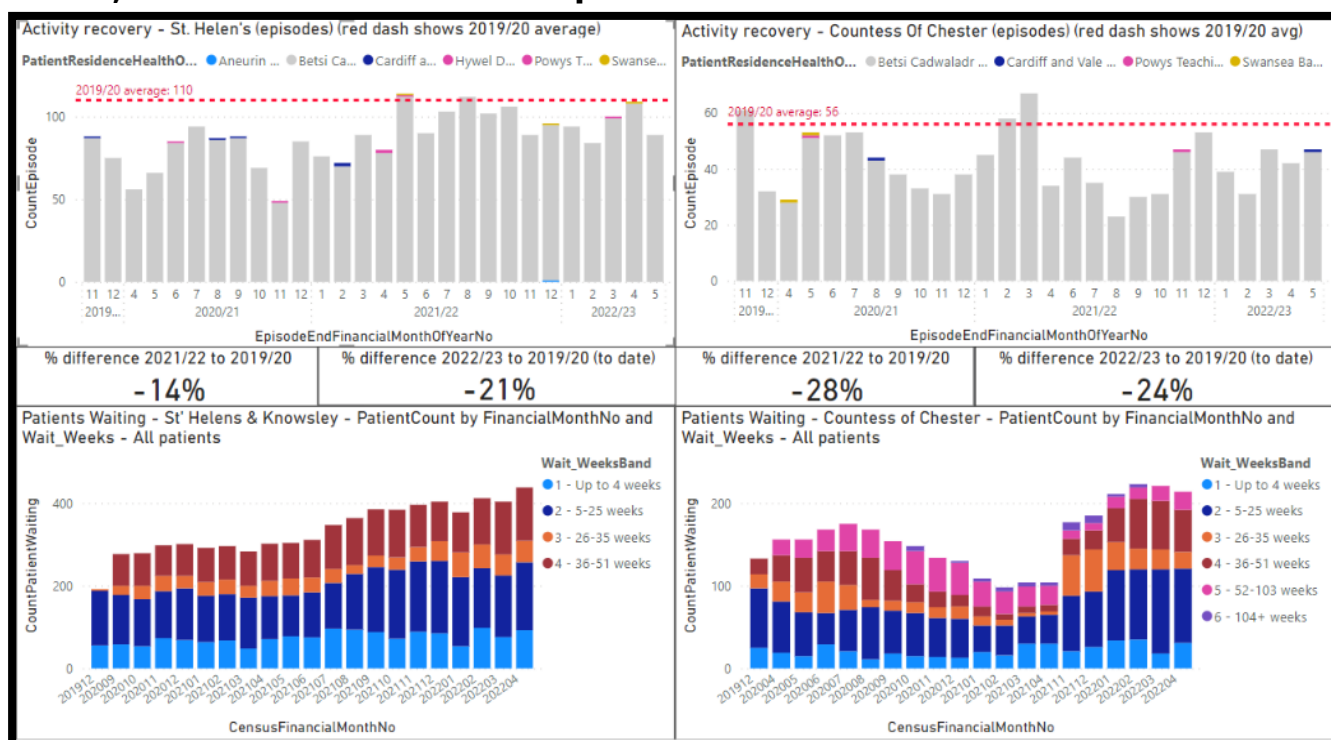 Activity recovery - St. Helen's (episodes) (red dash shows 2019/20 average)
PatientResidenceHealthO... Aneurin ... Betsi Ca... Cardiff a... Hywel D... Powys T... Swanse...
2019/20 average: 110
CountEpisode
100
50
0
11 12 4 5 6 7 8 9 10 11 12 1 2 3 4 5 6 7 8 9 10 11 12 1 2 3 4 5
2019... 2020/21 2021/22 2022/23
EpisodeEndFinancialMonthOfYearNo
Activity recovery - Countess Of Chester (episodes) (red dash shows 2019/20 avg)
PatientResidenceHealthO... Betsi Cadwaladr ... Cardiff and Vale ... Powys Teachi... Swansea Ba...
2019/20 average: 56
CountEpisode
60
40
20
0
11 12 4 5 6 7 8 9 10 11 12 1 2 3 4 5 6 7 8 9 10 11 12 1 2 3 4 5
2019... 2020/21 2021/22 2022/23
EpisodeEndFinancialMonthOfYearNo
% difference 2021/22 to 2019/20
-14%
% difference 2022/23 to 2019/20 (to date)
-21%
% difference 2021/22 to 2019/20
-28%
% difference 2022/23 to 2019/20 (to date)
-24%
Patients Waiting - St' Helens & Knowsley - PatientCount by FinancialMonthNo and
Wait_Weeks - All patients
Wait_WeeksBand
1 - Up to 4 weeks
2 - 5-25 weeks
3 - 26-35 weeks
4 - 36-51 weeks
CountPatientWaiting
400
200
0
201912 202009 202010 202011 202012 202101 202102 202103 202104 202105 202106 202107 202108 202109 202110 202111 202112 202201 202202 202203 202204
CensusFinancialMonthNo
Patients Waiting - Countess of Chester - PatientCount by FinancialMonthNo and
Wait_Weeks - All patients
Wait_WeeksBand
1 - Up to 4 weeks
2 - 5-25 weeks
3 - 26-35 weeks
4 - 36-51 weeks
5 - 52-103 weeks
6 - 104+ weeks
CountPatientWaiting
200
100
0
201912 202004 202005 202006 202007 202008 202009 202010 202011 202012 202101 202102 202103 202104 202111 202112 202201 202202 202203 202204
CensusFinancialMonthNo